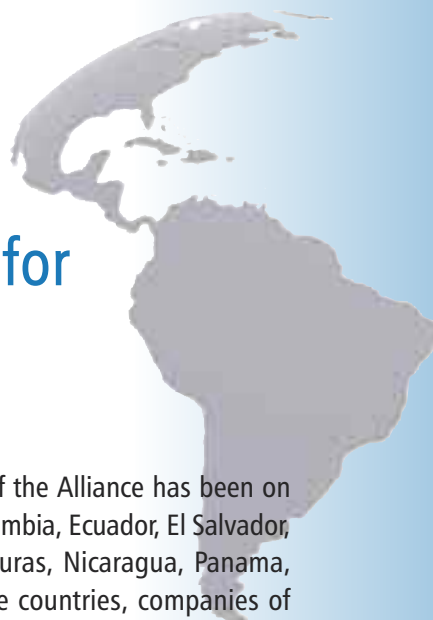 for
f the Alliance has been on
mbia, Ecuador, El Salvador,
uras, Nicaragua, Panama,
e countries, companies of